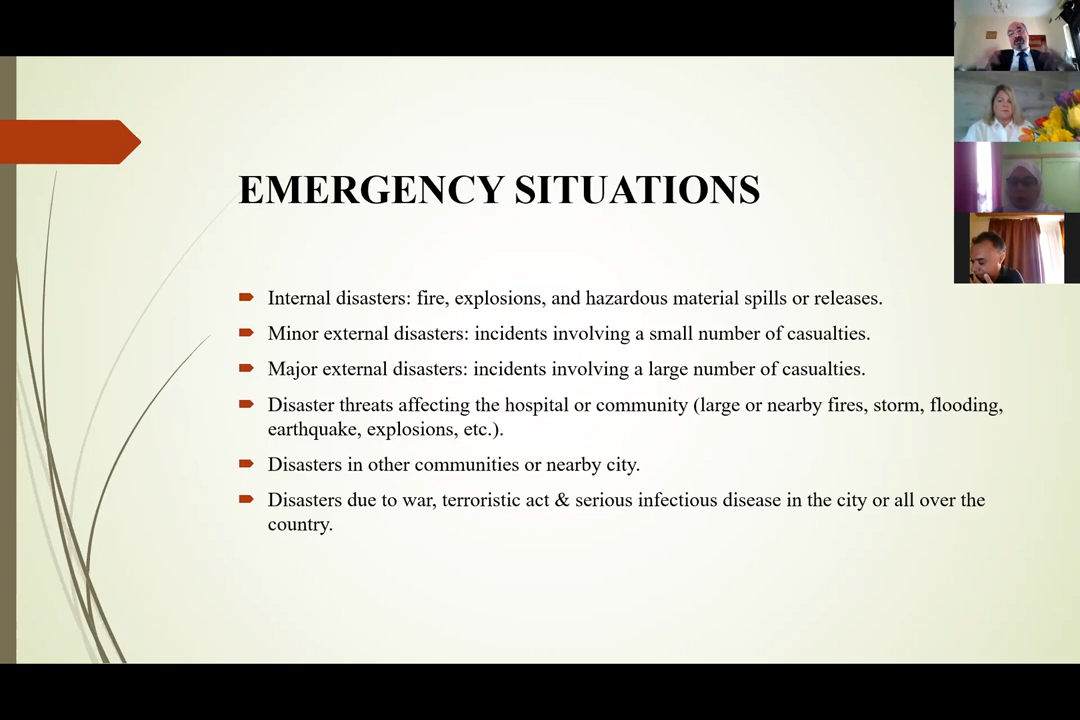 EMERGENCY SITUATIONS
Internal disasters: fire, explosions, and hazardous material spills or releases.
Minor external disasters: incidents involving a small number of casualties.
Major external disasters: incidents involving a large number of casualties.
Disaster threats affecting the hospital or community (large or nearby fires, storm, flooding,
earthquake, explosions, etc.).
Disasters in other communities or nearby city.
Disasters due to war, terroristic act & serious infectious disease in the city or all over the
country.